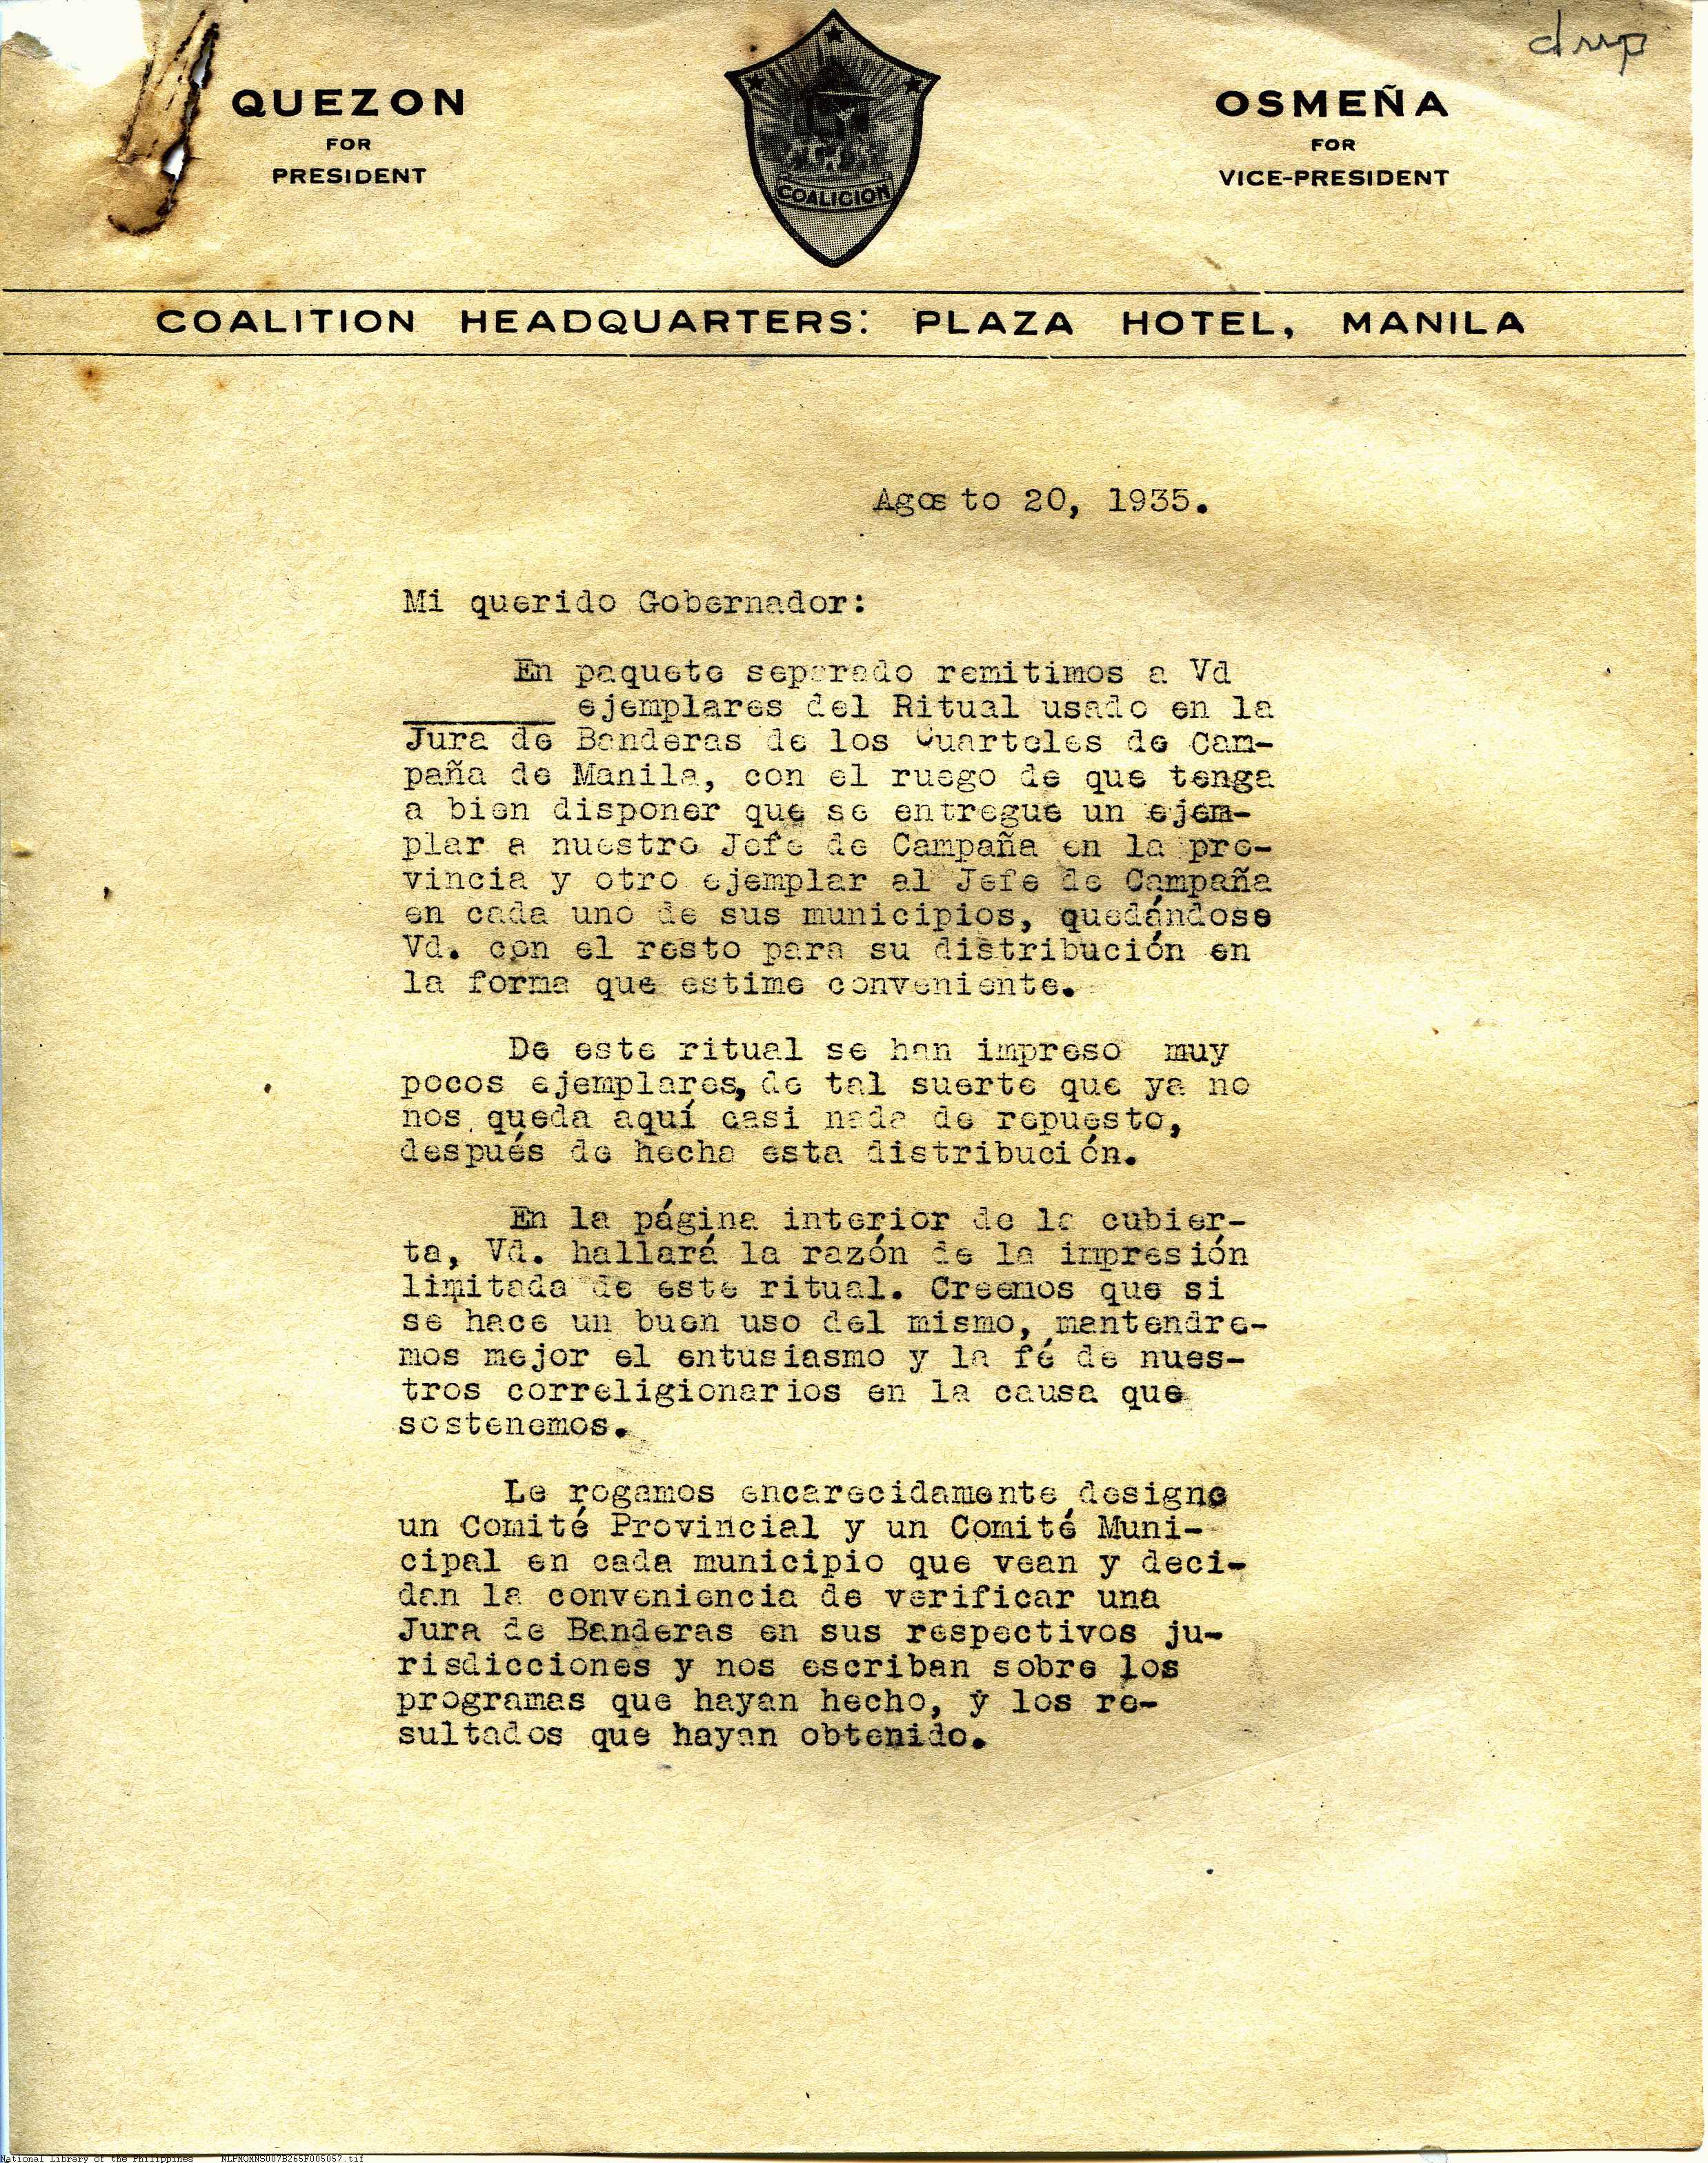 dup
QUEZON
FOR
PRESIDENT
COALICION
OSMEÑA
FOR
VICE-PRESIDENT
COALITION HEADQUARTERS: PLAZA HOTEL, MANILA
Agosto 20, 1935.
Mi querido Gobernador:
En paquete separado remitimos a Vd
______ ejemplares del Ritual usado en la
Jura de Banderas de los Cuarteles de Cam-
paña de Manila, con el ruego de que tenga
a bien disponer que se entregue un ejem-
plar a nuestro Jefe de Campaña en la pro-
vincia y otro ejemplar al Jefe de Campaña
en cada uno de sus municipios, quedándose
Vd. con el resto para su distribución en
la forma que estime conveniente.
De este ritual se han impreso muy
pocos ejemplares, de tal suerte que ya no
nos queda aquí casi nada de repuesto,
después de hecha esta distribución.
En la página interior de la cubier-
ta, Vd. hallará la razón de la impresión
limitada de este ritual. Creemos que si
se hace un buen uso del mismo, mantendre-
mos mejor el entusiasmo y la fé de nues-
tros correligionarios en la causa que
sostenemos.
Le rogamos encarecidamente designe
un Comité Provincial y un Comité Muni-
cipal en cada municipio que vean y deci-
dan la conveniencia de verificar una
Jura de Banderas en sus respectivos ju-
risdicciones y nos escriban sobre los
programas que hayan hecho, y los re-
sultados que hayan obtenido.
National Library of the Philippines NLPMQMNS007B265F005057.tif